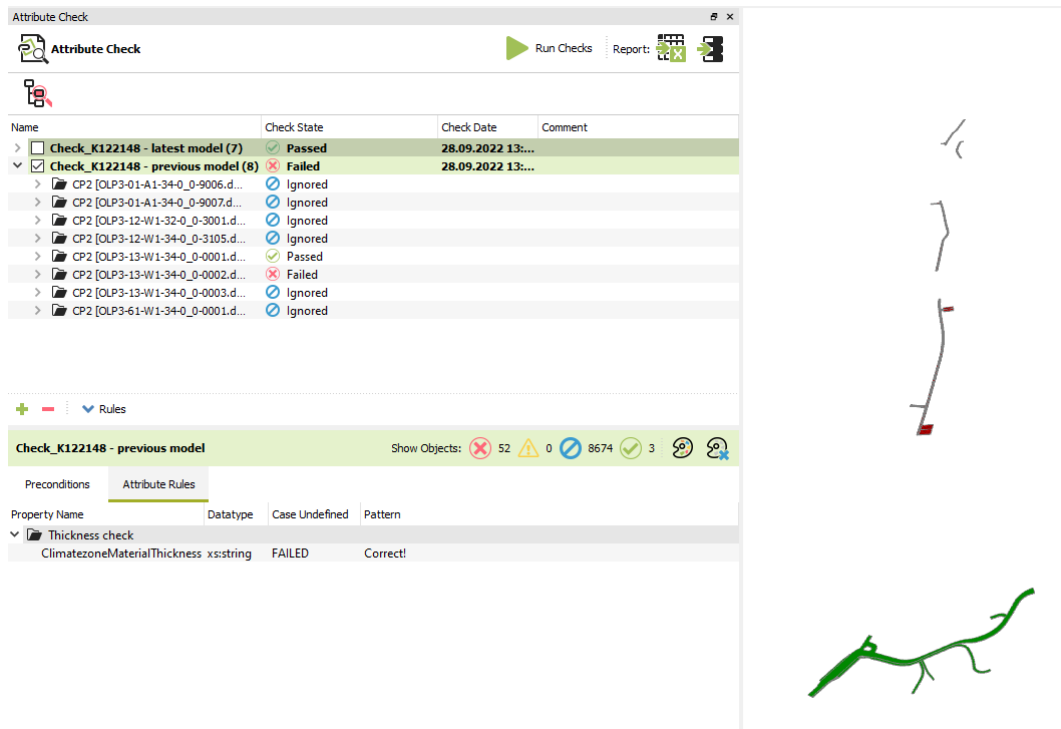 Attribute Check
Attribute Check Run Checks Report:
Name Check State Check Date Comment
Check_K122148 - latest model (7) Passed 28.09.2022 13:...
Check_K122148 - previous model (8) Failed 28.09.2022 13:...
CP2 [OLP3-01-A1-34-0_0-9006.d... Ignored
CP2 [OLP3-01-A1-34-0_0-9007.d... Ignored
CP2 [OLP3-12-W1-32-0_0-3001.d... Ignored
CP2 [OLP3-12-W1-34-0_0-3105.d... Ignored
CP2 [OLP3-13-W1-34-0_0-0001.d... Passed
CP2 [OLP3-13-W1-34-0_0-0002.d... Failed
CP2 [OLP3-13-W1-34-0_0-0003.d... Ignored
CP2 [OLP3-61-W1-34-0_0-0001.d... Ignored
Rules
Check_K122148 - previous model Show Objects: 52 0 8674 3
Preconditions Attribute Rules
Property Name Datatype Case Undefined Pattern
Thickness check
ClimatezoneMaterialThickness xs:string FAILED Correct!